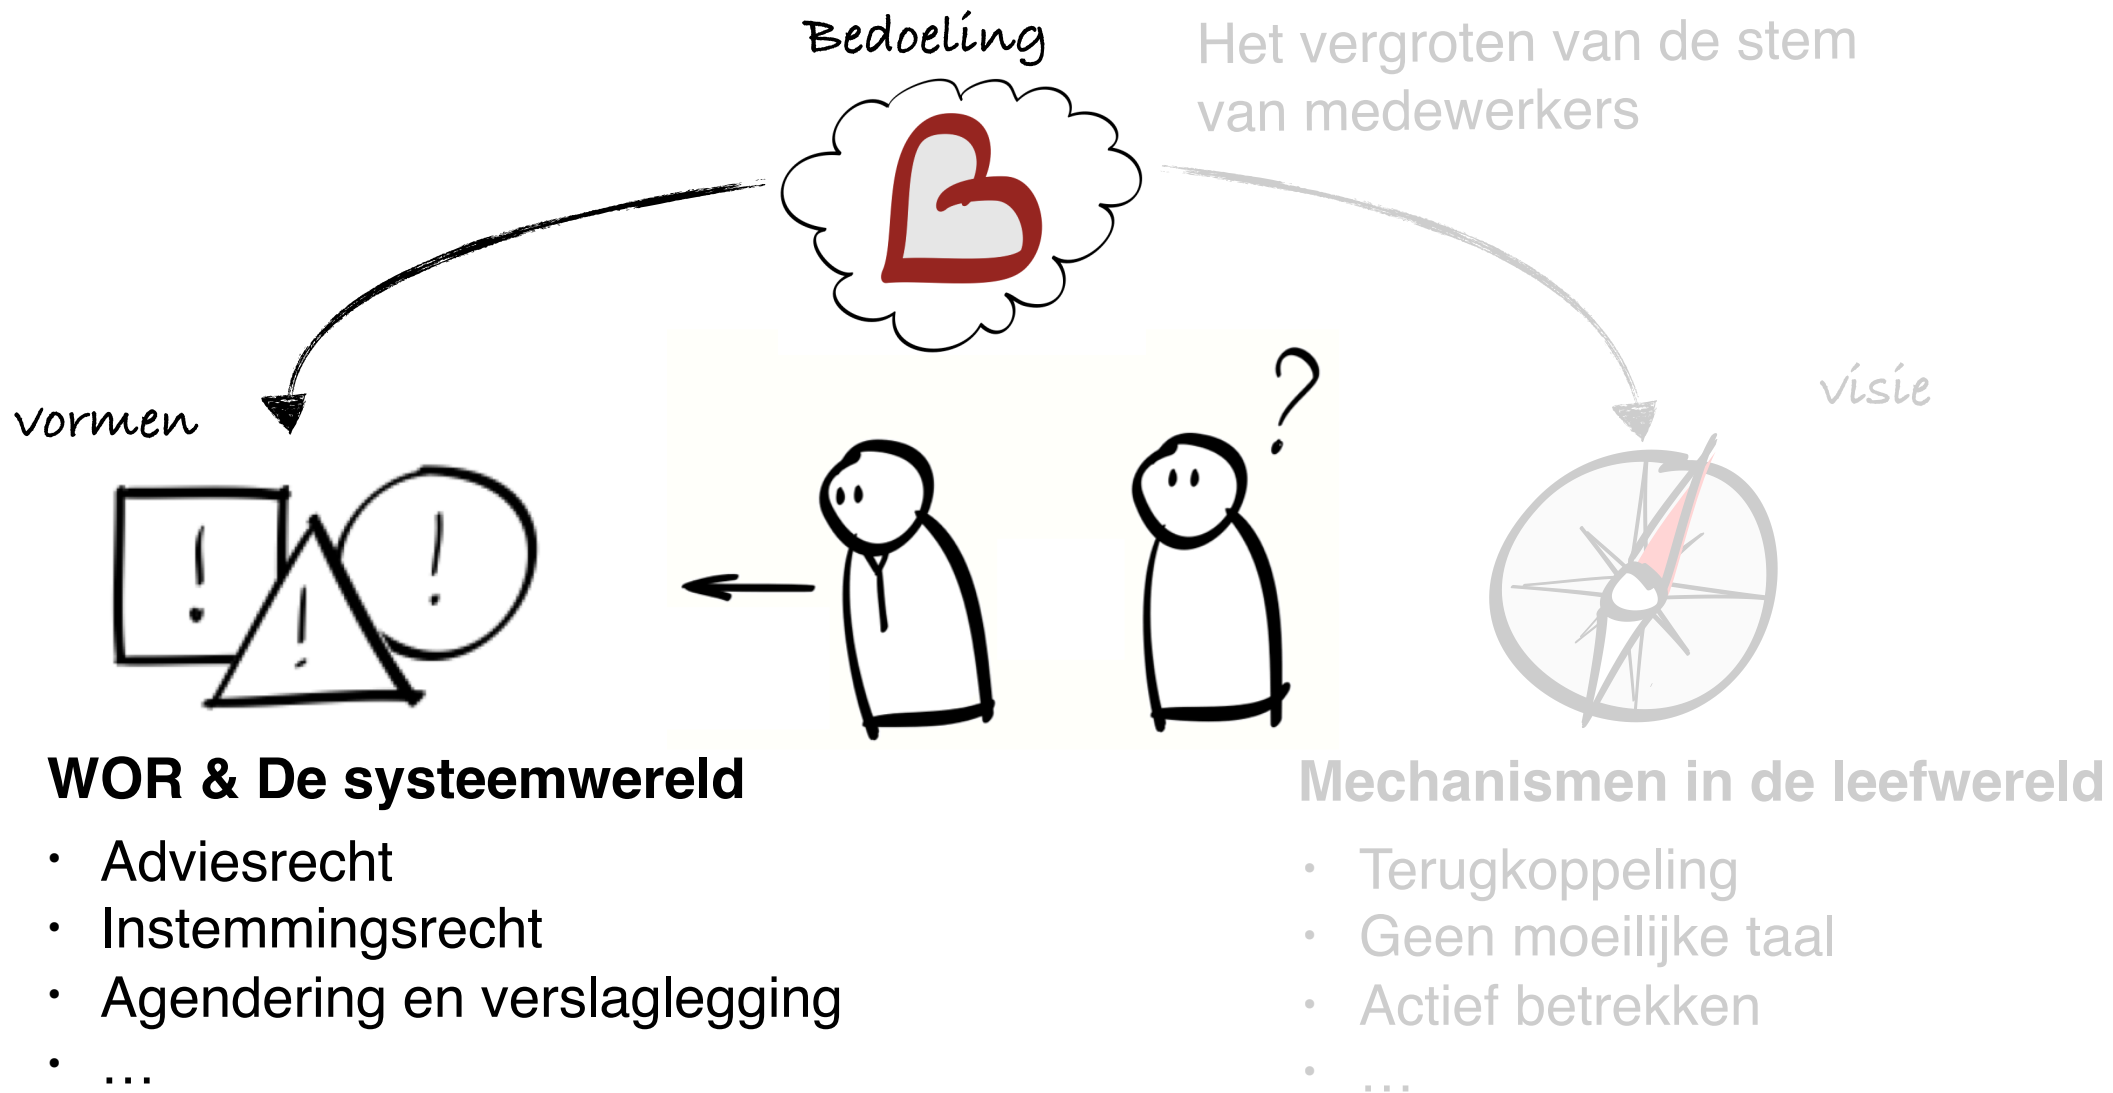 Bedoeling
Het vergroten van de stem
van medewerkers
vormen
?
visie
! ! !
WOR & De systeemwereld
• Adviesrecht
• Instemmingsrecht
• Agendering en verslaglegging
• …
Mechanismen in de leefwereld
• Terugkoppeling
• Geen moeilijke taal
• Actief betrekken
• …